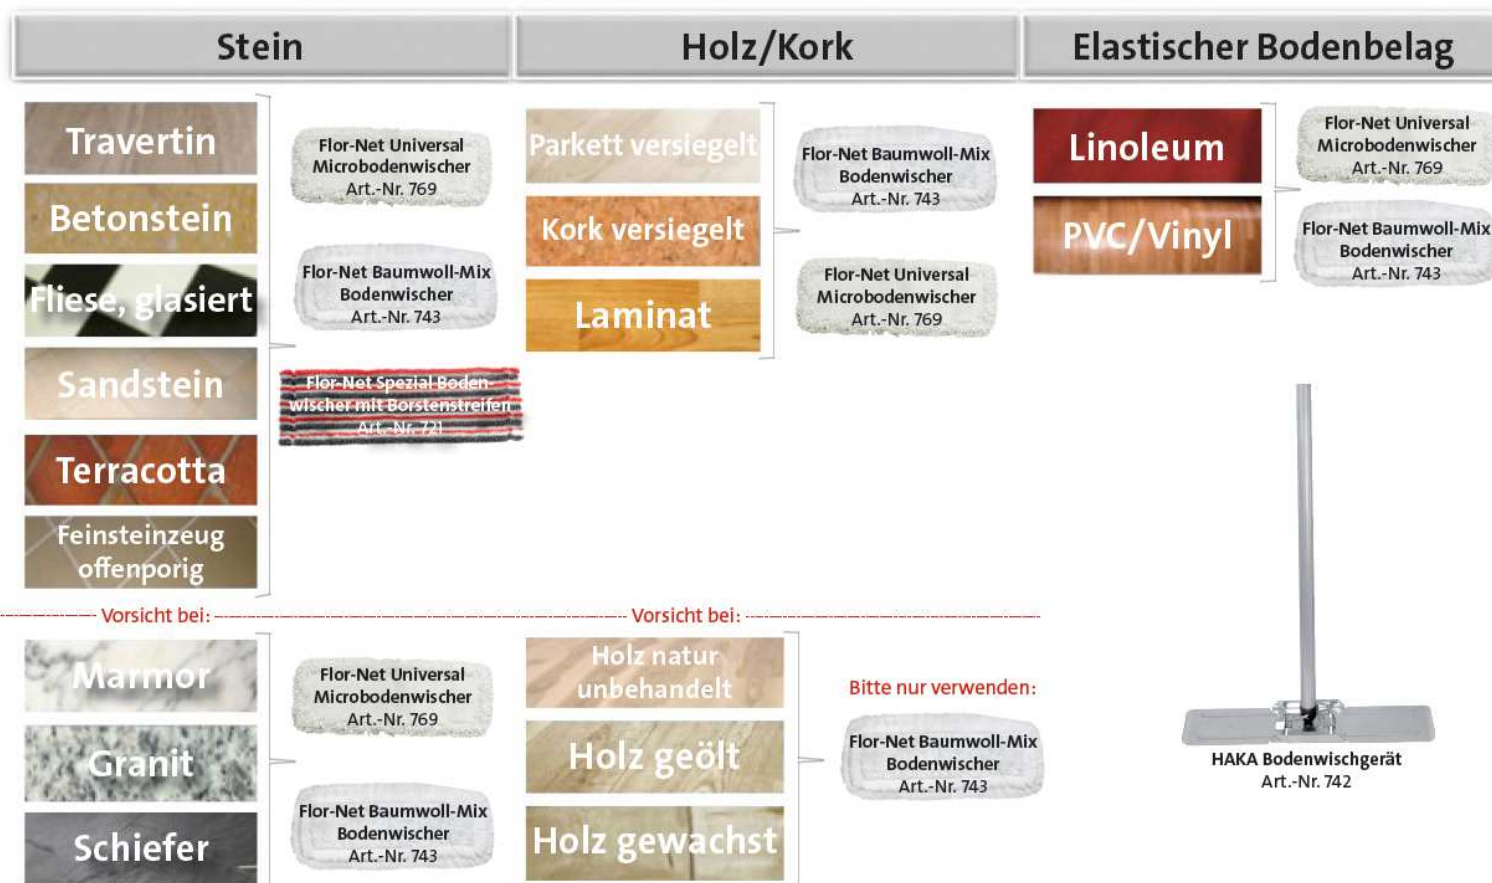 Stein
Holz/Kork
Elastischer Bodenbelag
Travertin
Betonstein
Fliese, glasiert
Sandstein
Terracotta
Feinsteinzeug
offenporig
Flor-Net Universal
Microbodenwischer
Art.-Nr. 769
Flor-Net Baumwoll-Mix
Bodenwischer
Art.-Nr. 743
Flor-Net Spezial Boden-
wischer mit Borstenstreifen
Art.-Nr. 721
Parkett versiegelt
Kork versiegelt
Laminat
Flor-Net Baumwoll-Mix
Bodenwischer
Art.-Nr. 743
Flor-Net Universal
Microbodenwischer
Art.-Nr. 769
Linoleum
PVC/Vinyl
Flor-Net Universal
Microbodenwischer
Art.-Nr. 769
Flor-Net Baumwoll-Mix
Bodenwischer
Art.-Nr. 743
Vorsicht bei:
Marmor
Granit
Schiefer
Flor-Net Universal
Microbodenwischer
Art.-Nr. 769
Flor-Net Baumwoll-Mix
Bodenwischer
Art.-Nr. 743
Vorsicht bei:
Holz natur
unbehandelt
Holz geölt
Holz gewachst
Bitte nur verwenden:
Flor-Net Baumwoll-Mix
Bodenwischer
Art.-Nr. 743
HAKA Bodenwischgerät
Art.-Nr. 742